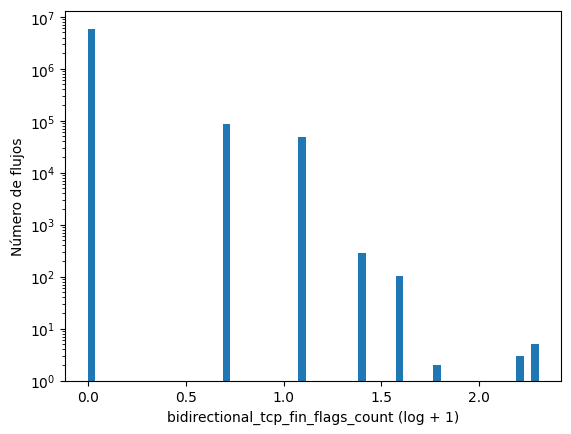 10⁷
10⁶
10⁵
10⁴
10³
10²
10¹
10⁰
Número de flujos
0.0 0.5 1.0 1.5 2.0
bidirectional_tcp_fin_flags_count (log + 1)